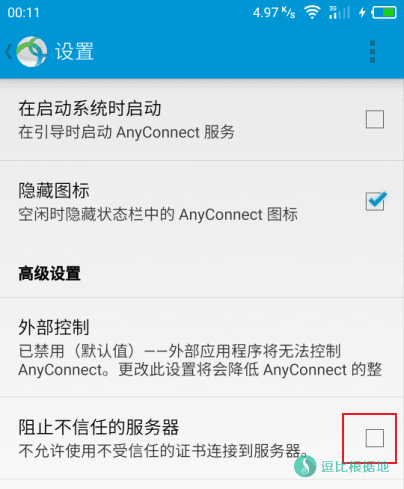 00:11
4.97 K/s 3G
设置
在启动系统时启动
在引导时启动 AnyConnect 服务
隐藏图标
空闲时隐藏状态栏中的 AnyConnect 图标
高级设置
外部控制
已禁用（默认值）——外部应用程序将无法控制
AnyConnect。更改此设置将会降低 AnyConnect 的整
阻止不信任的服务器
不允许使用不受信任的证书连接到服务器。
逗比根据地